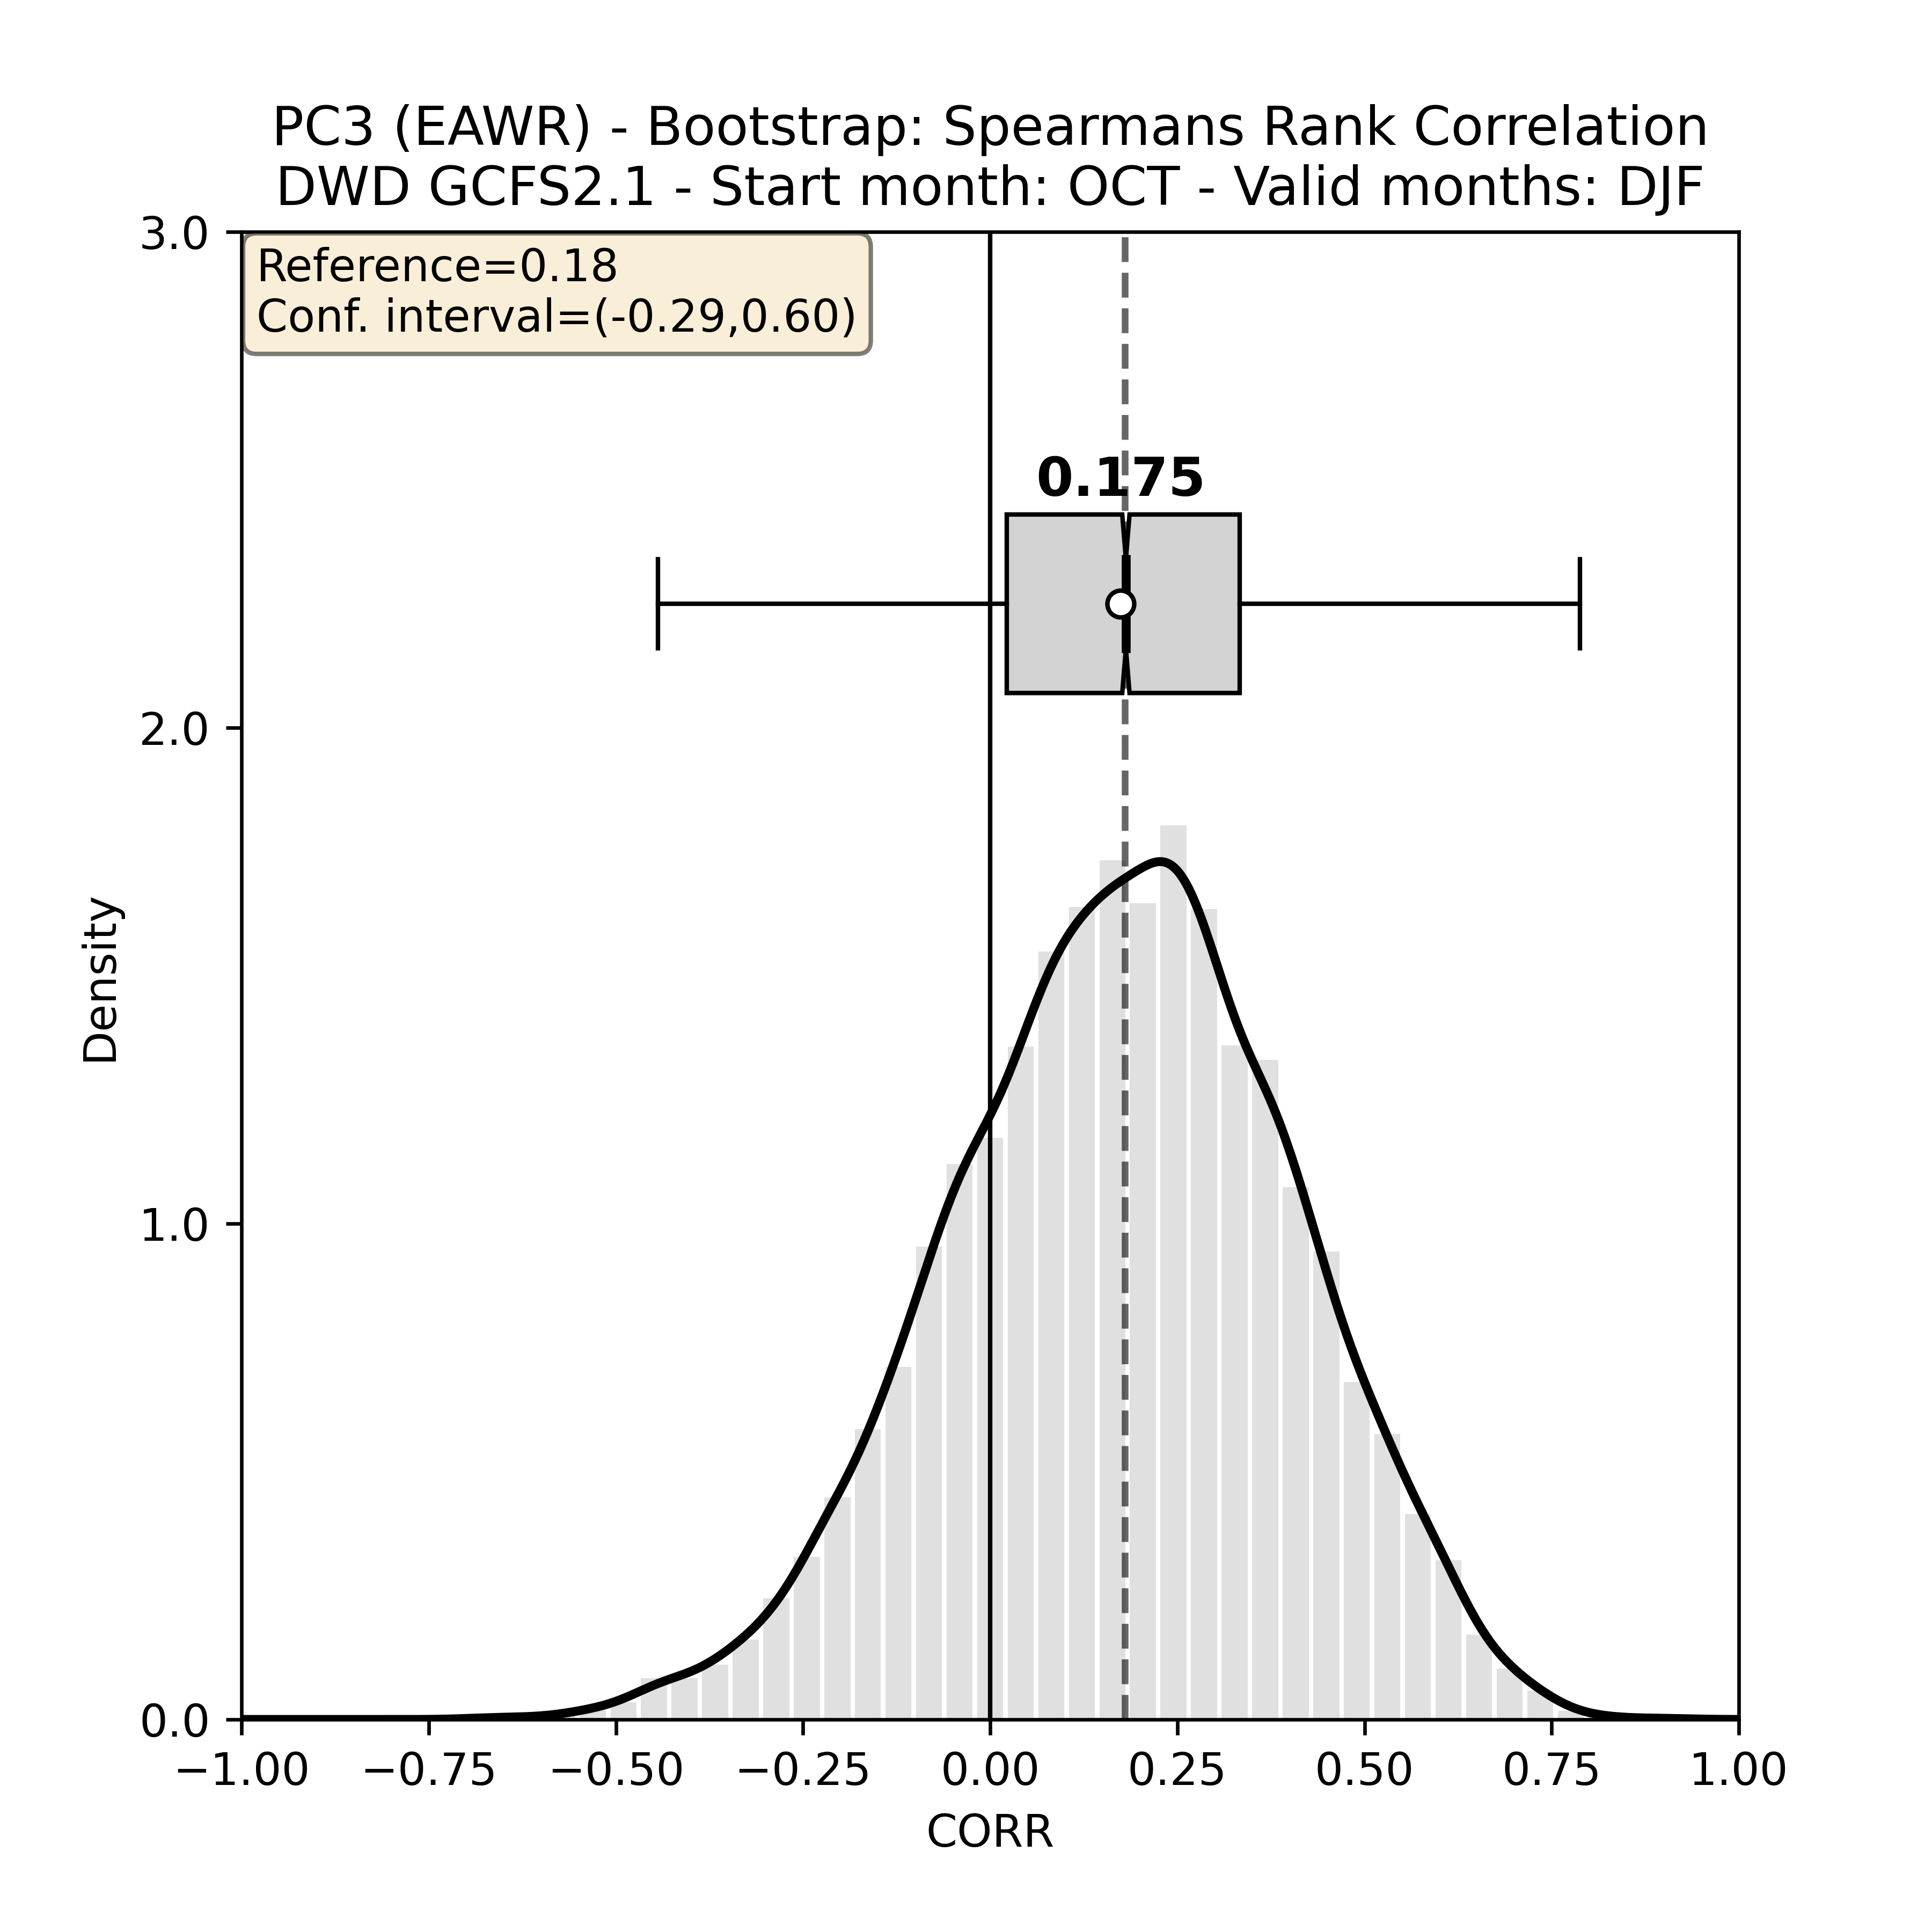 PC3 (EAWR) - Bootstrap: Spearmans Rank Correlation
DWD GCFS2.1 - Start month: OCT - Valid months: DJF
3.0
Reference=0.18
Conf. interval=(-0.29,0.60)
0.175
2.0
Density
1.0
0.0
−1.00 −0.75 −0.50 −0.25 0.00 0.25 0.50 0.75 1.00
CORR